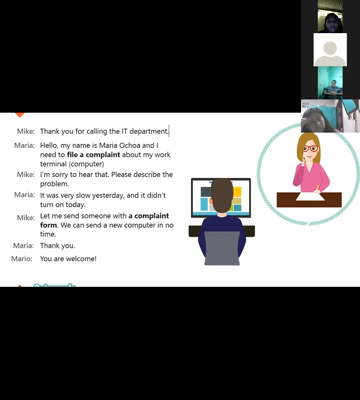 Mike: Thank you for calling the IT department.
Maria: Hello, my name is Maria Ochoa and I
need to file a complaint about my work
terminal (computer)
Mike: I'm sorry to hear that. Please describe the
problem.
Maria: It was very slow yesterday, and it didn't
turn on today.
Mike: Let me send someone with a complaint
form. We can send a new computer in no
time.
Maria: Thank you.
Mario: You are welcome!